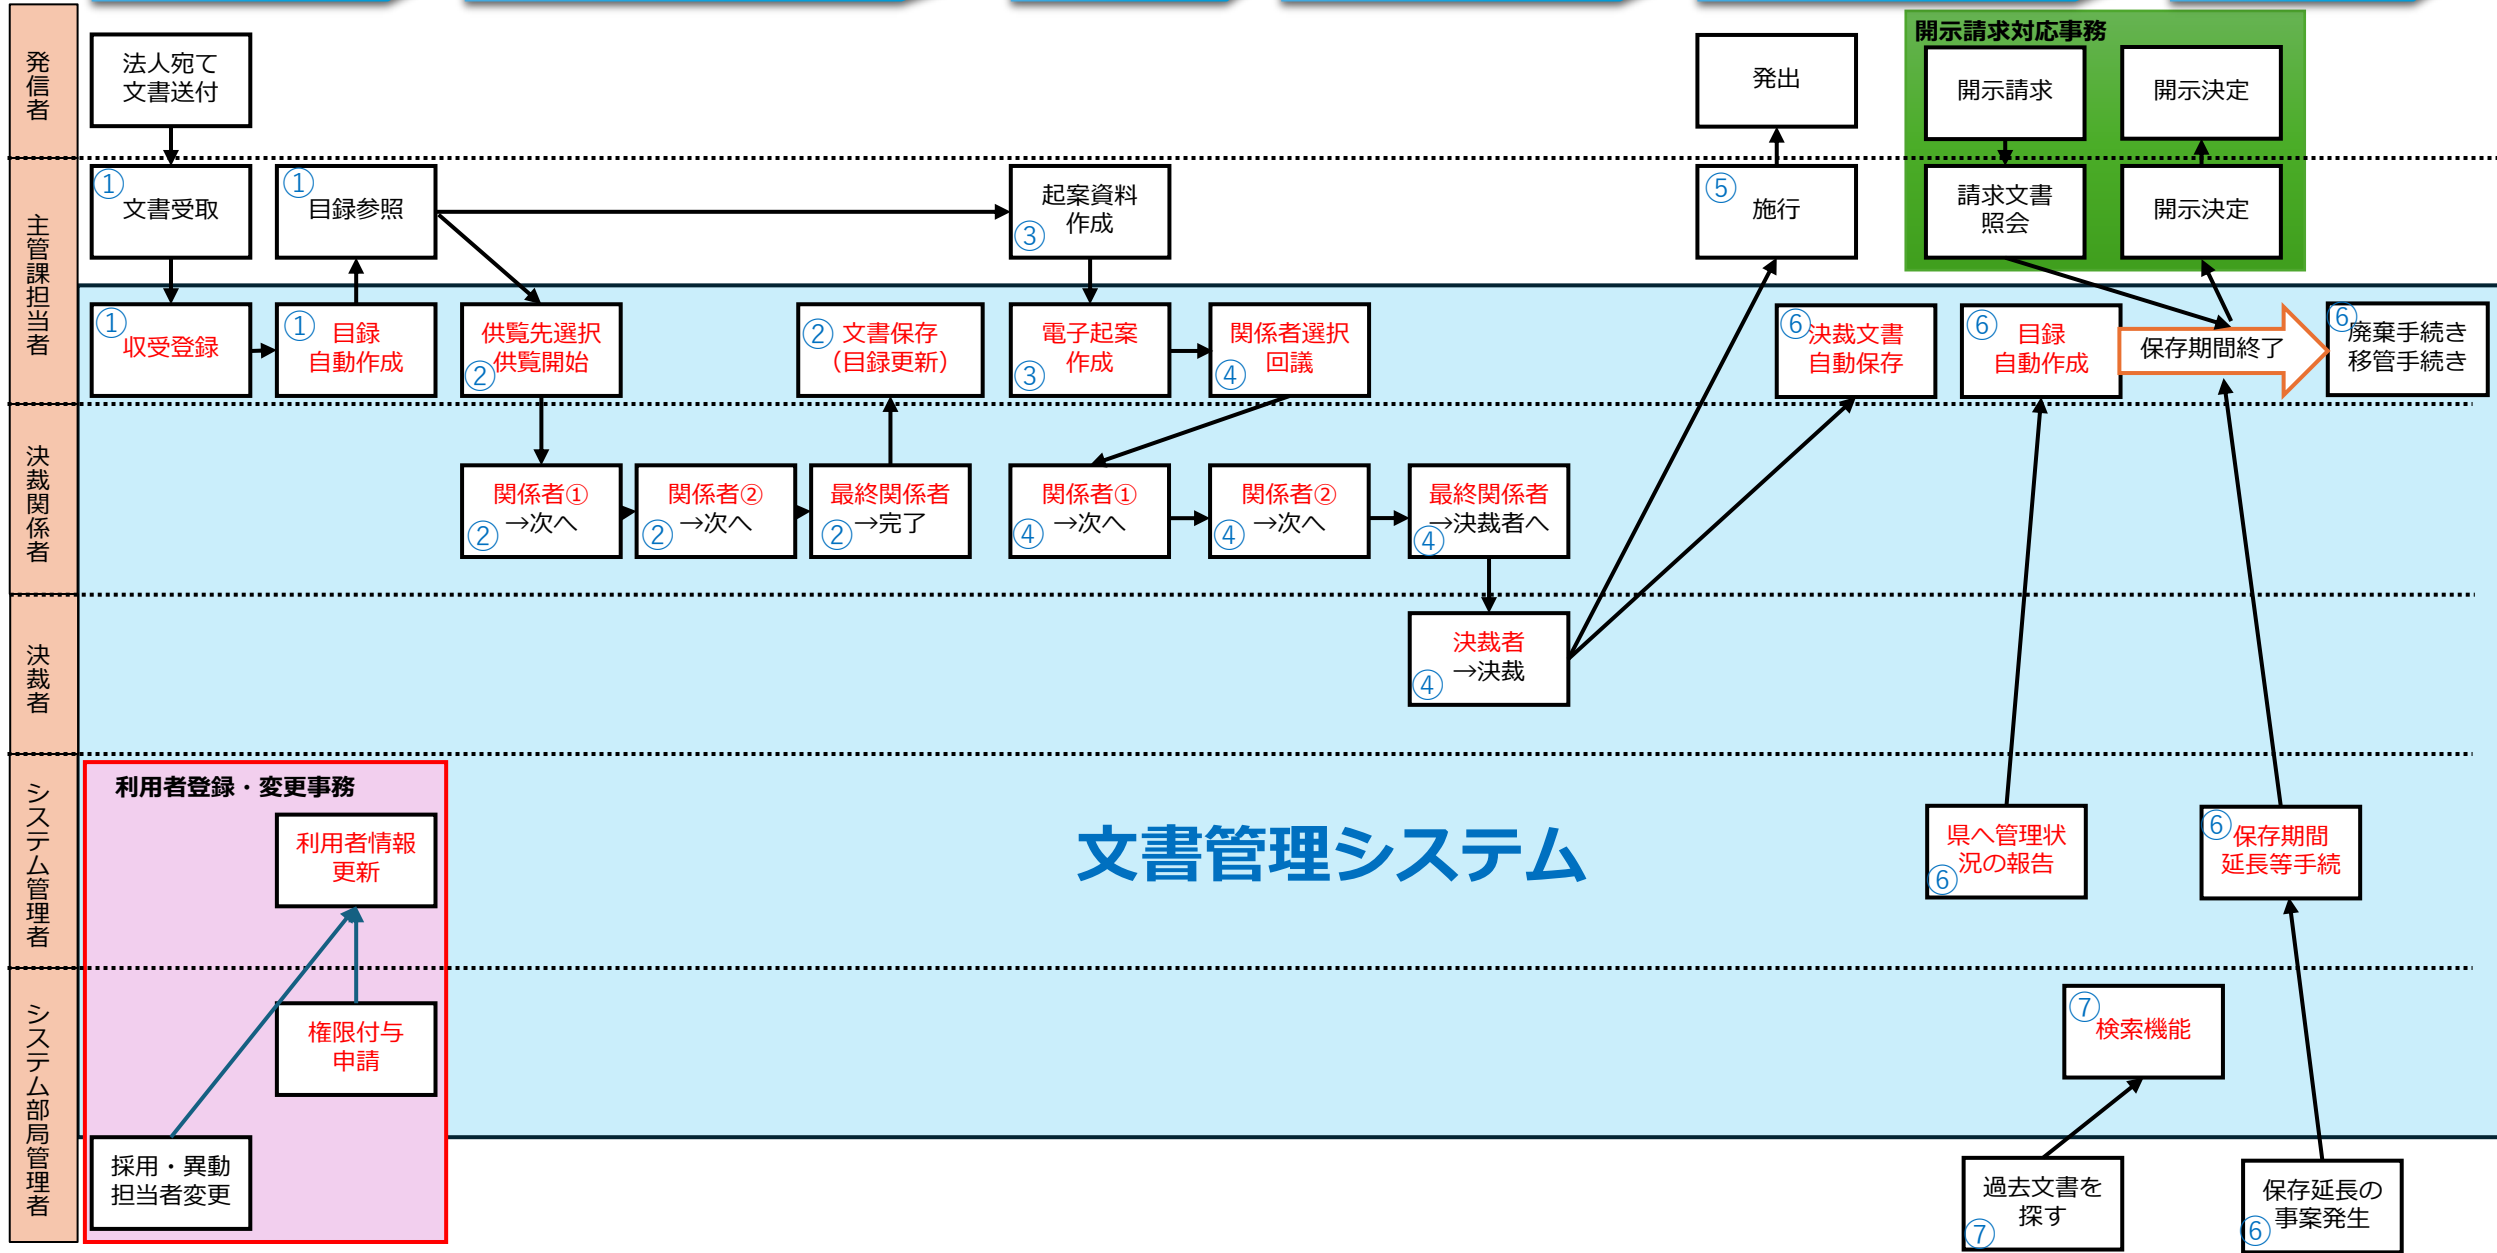 発信者
法人宛て
文書送付
発出
開示請求対応事務
開示請求
開示決定
主管課担当者
①
文書受取
①
目録参照
起案資料
作成
③
⑤
施行
請求文書
照会
開示決定
①
収受登録
①
目録
自動作成
供覧先選択
供覧開始
②
②
文書保存
（目録更新）
電子起案
作成
③
関係者選択
回議
④
⑥
決裁文書
自動保存
⑥
目録
自動作成
保存期間終了
⑥
廃棄手続き
移管手続き
決裁関係者
関係者①
→次へ
②
関係者②
→次へ
②
最終関係者
→完了
②
関係者①
→次へ
④
関係者②
→次へ
④
最終関係者
→決裁者へ
④
決裁者
決裁者
→決裁
④
システム管理者
利用者登録・変更事務
利用者情報
更新
文書管理システム
県へ管理状
況の報告
⑥
⑥
保存期間
延長等手続
システム部局管理者
権限付与
申請
⑦
検索機能
採用・異動
担当者変更
過去文書を
探す
⑦
保存延長の
事案発生
⑥